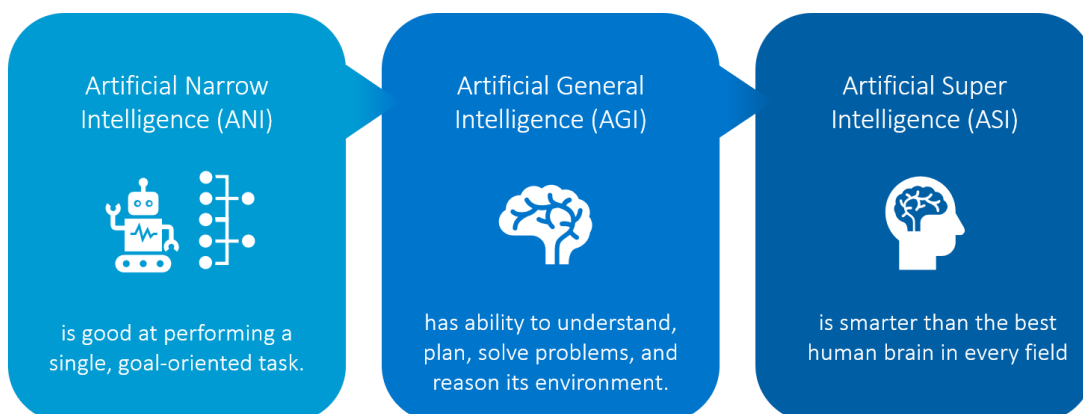 Artificial Narrow
Intelligence (ANI)
is good at performing a
single, goal-oriented task.
Artificial General
Intelligence (AGI)
has ability to understand,
plan, solve problems, and
reason its environment.
Artificial Super
Intelligence (ASI)
is smarter than the best
human brain in every field